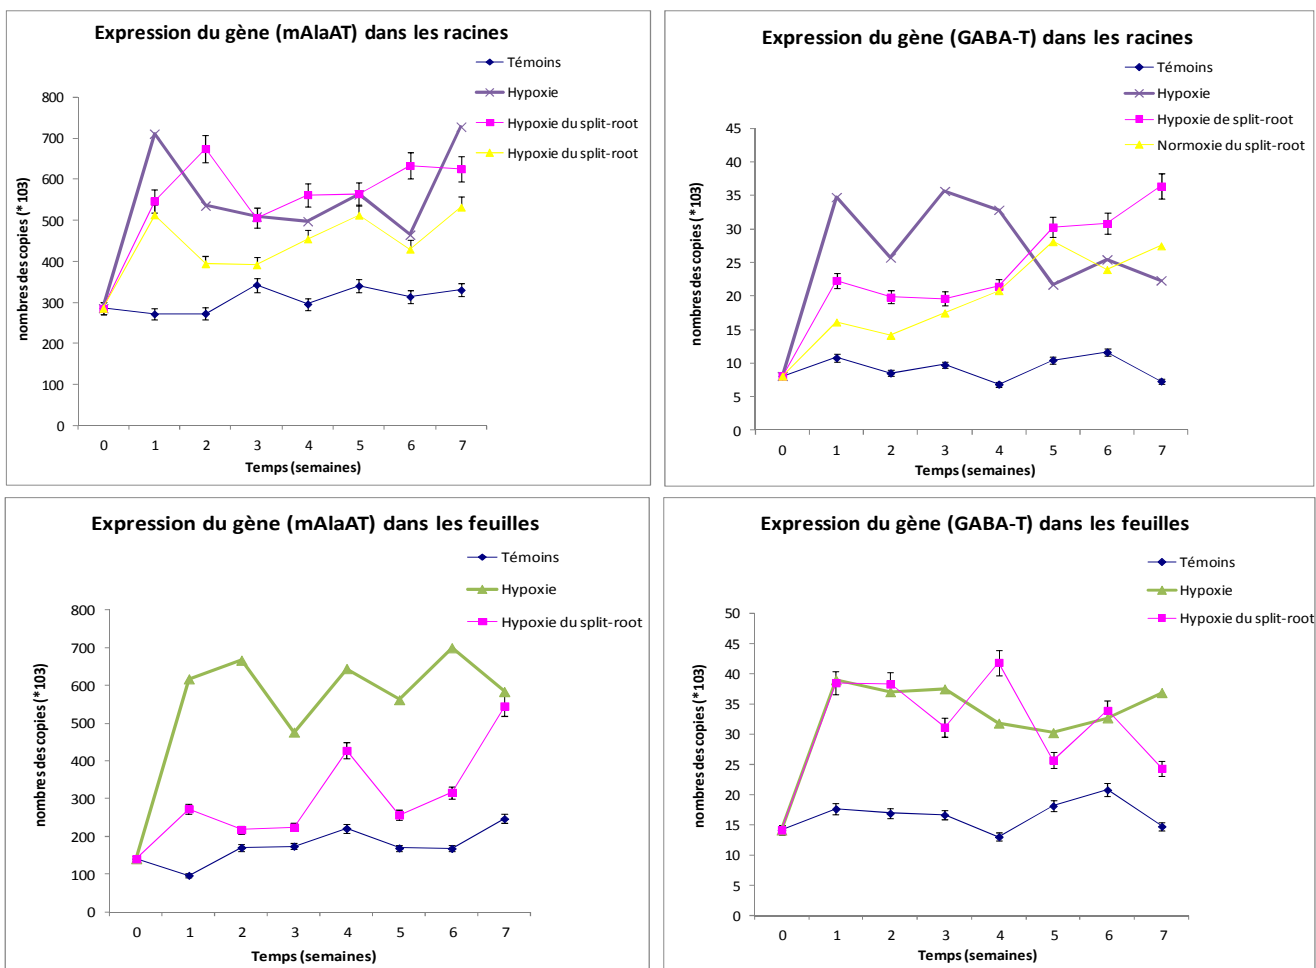 Expression du gène (mAlaAT) dans les racines
Témoins
Hypoxie
Hypoxie du split-root
Hypoxie du split-root
nombres des copies (*103)
800
700
600
500
400
300
200
300
400
0
0 1 2 3 4 5 6 7
Temps (semaines)
Expression du gène (GABA-T) dans les racines
Témoins
Hypoxie
Hypoxie de split-root
Normoxie du split-root
nombres des copies (*103)
45
40
35
30
25
20
15
10
5
0
0 1 2 3 4 5 6 7
Temps (semaines)
Expression du gène (mAlaAT) dans les feuilles
Témoins
Hypoxie
Hypoxie du split-root
nombres des copies (*103)
800
700
600
500
400
300
200
100
0
0 1 2 3 4 5 6 7
Temps (semaines)
Expression du gène (GABA-T) dans les feuilles
Témoins
Hypoxie
Hypoxie du split-root
nombres des copies (*103)
50
45
40
35
30
25
20
15
10
5
0
0 1 2 3 4 5 6 7
Temps (semaines)